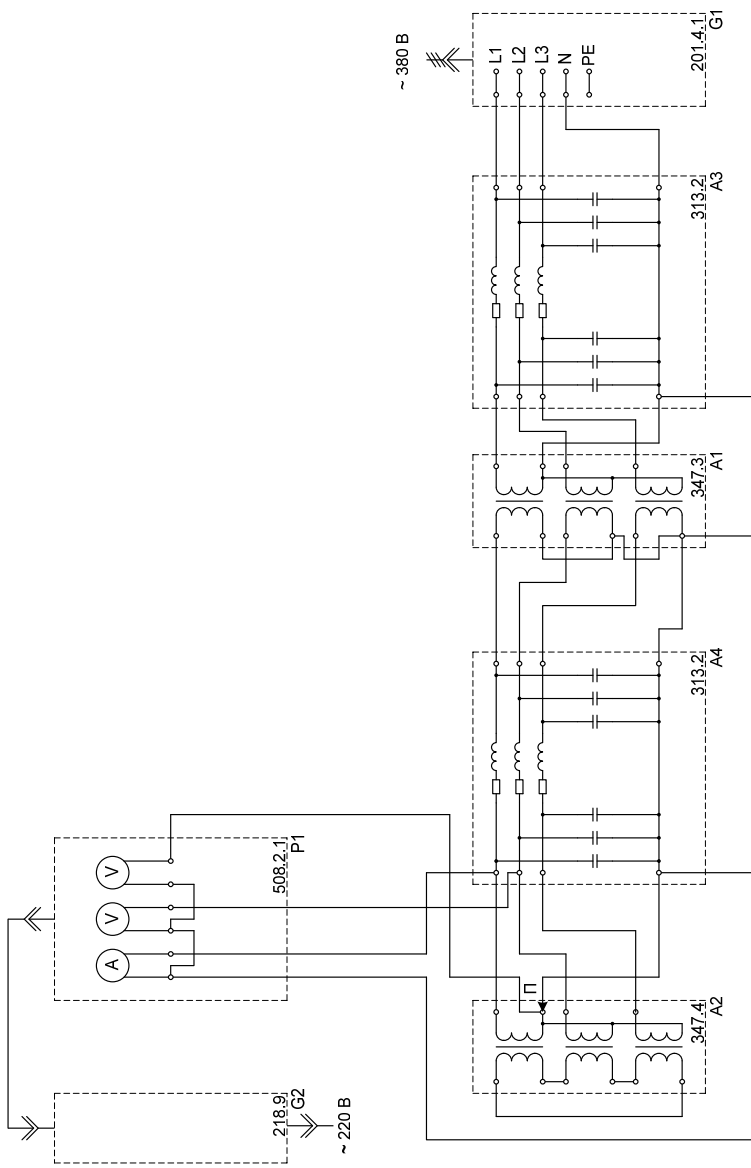 ~ 380 В
L1
L2
L3
N
PE
201.4.1
G1
313.2
A3
347.3
A1
313.2
A4
V
V
A
508.2.1
P1
П
347.4
A2
218.9
G2
~ 220 В